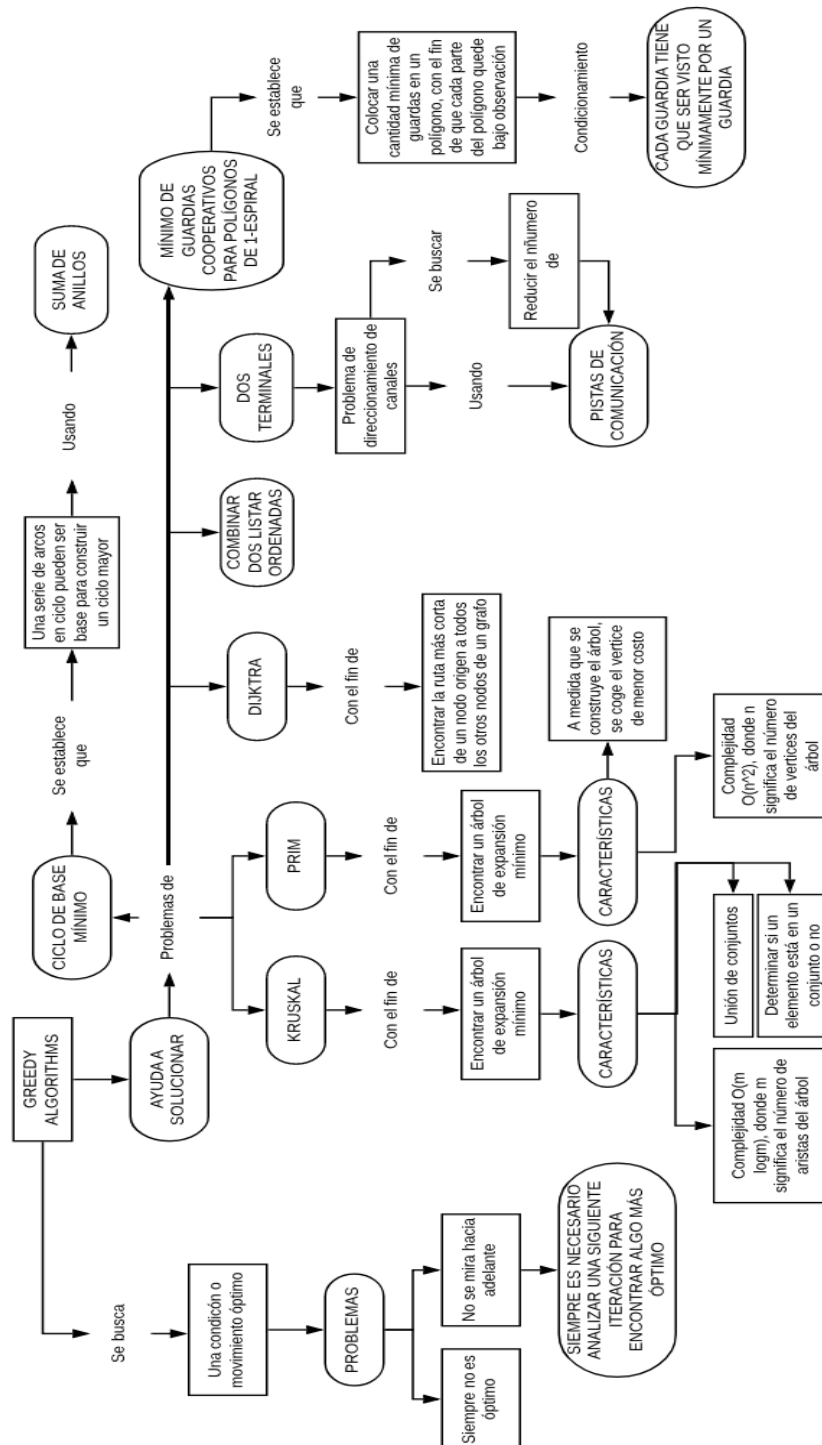 GREEDY
ALGORITHMS
Se busca
Una condicón o
movimiento óptimo
PROBLEMAS
Siempre no es
óptimo
No se mira hacia
adelante
SIEMPRE ES NECESARIO
ANALIZAR UNA SIGUIENTE
ITERACIÓN PARA
ENCONTRAR ALGO MÁS
ÓPTIMO
AYUDA A
SOLUCIONAR
Problemas de
CICLO DE BASE
MÍNIMO
Se establece
que
Una serie de arcos
en ciclo pueden ser
base para construir
un ciclo mayor
Usando
SUMA DE
ANILLOS
KRUSKAL
Con el fin de
Encontrar un árbol
de expansión
mínimo
CARACTERÍSTICAS
Complejidad O(m
logm), donde m
significa el número de
aristas del árbol
Unión de conjuntos
Determinar si un
elemento está en un
conjunto o no
PRIM
Con el fin de
Encontrar un árbol
de expansión
mínimo
CARACTERÍSTICAS
A medida que se
construye el árbol,
se coge el vertice
de menor costo
Complejidad
O(n^2), donde n
significa el número
de vertices del
árbol
DIJKTRA
Con el fin de
Encontrar la ruta más corta
de un nodo origen a todos
los otros nodos de un grafo
COMBINAR
DOS LISTAR
ORDENADAS
DOS
TERMINALES
Problema de
direccionamiento de
canales
Usando
Se buscar
Reducir el nñumero
de
PISTAS DE
COMUNICACIÓN
MÍNIMO DE
GUARDIAS
COOPERATIVOS
PARA POLÍGONOS
DE 1-ESPIRAL
Se establece
que
Colocar una
cantidad mínima de
guardas en un
polígono, con el fin
de que cada parte
del polígono quede
bajo observación
Condicionamiento
CADA GUARDIA TIENE
QUE SER VISTO
MÍNIMAMENTE POR UN
GUARDIA